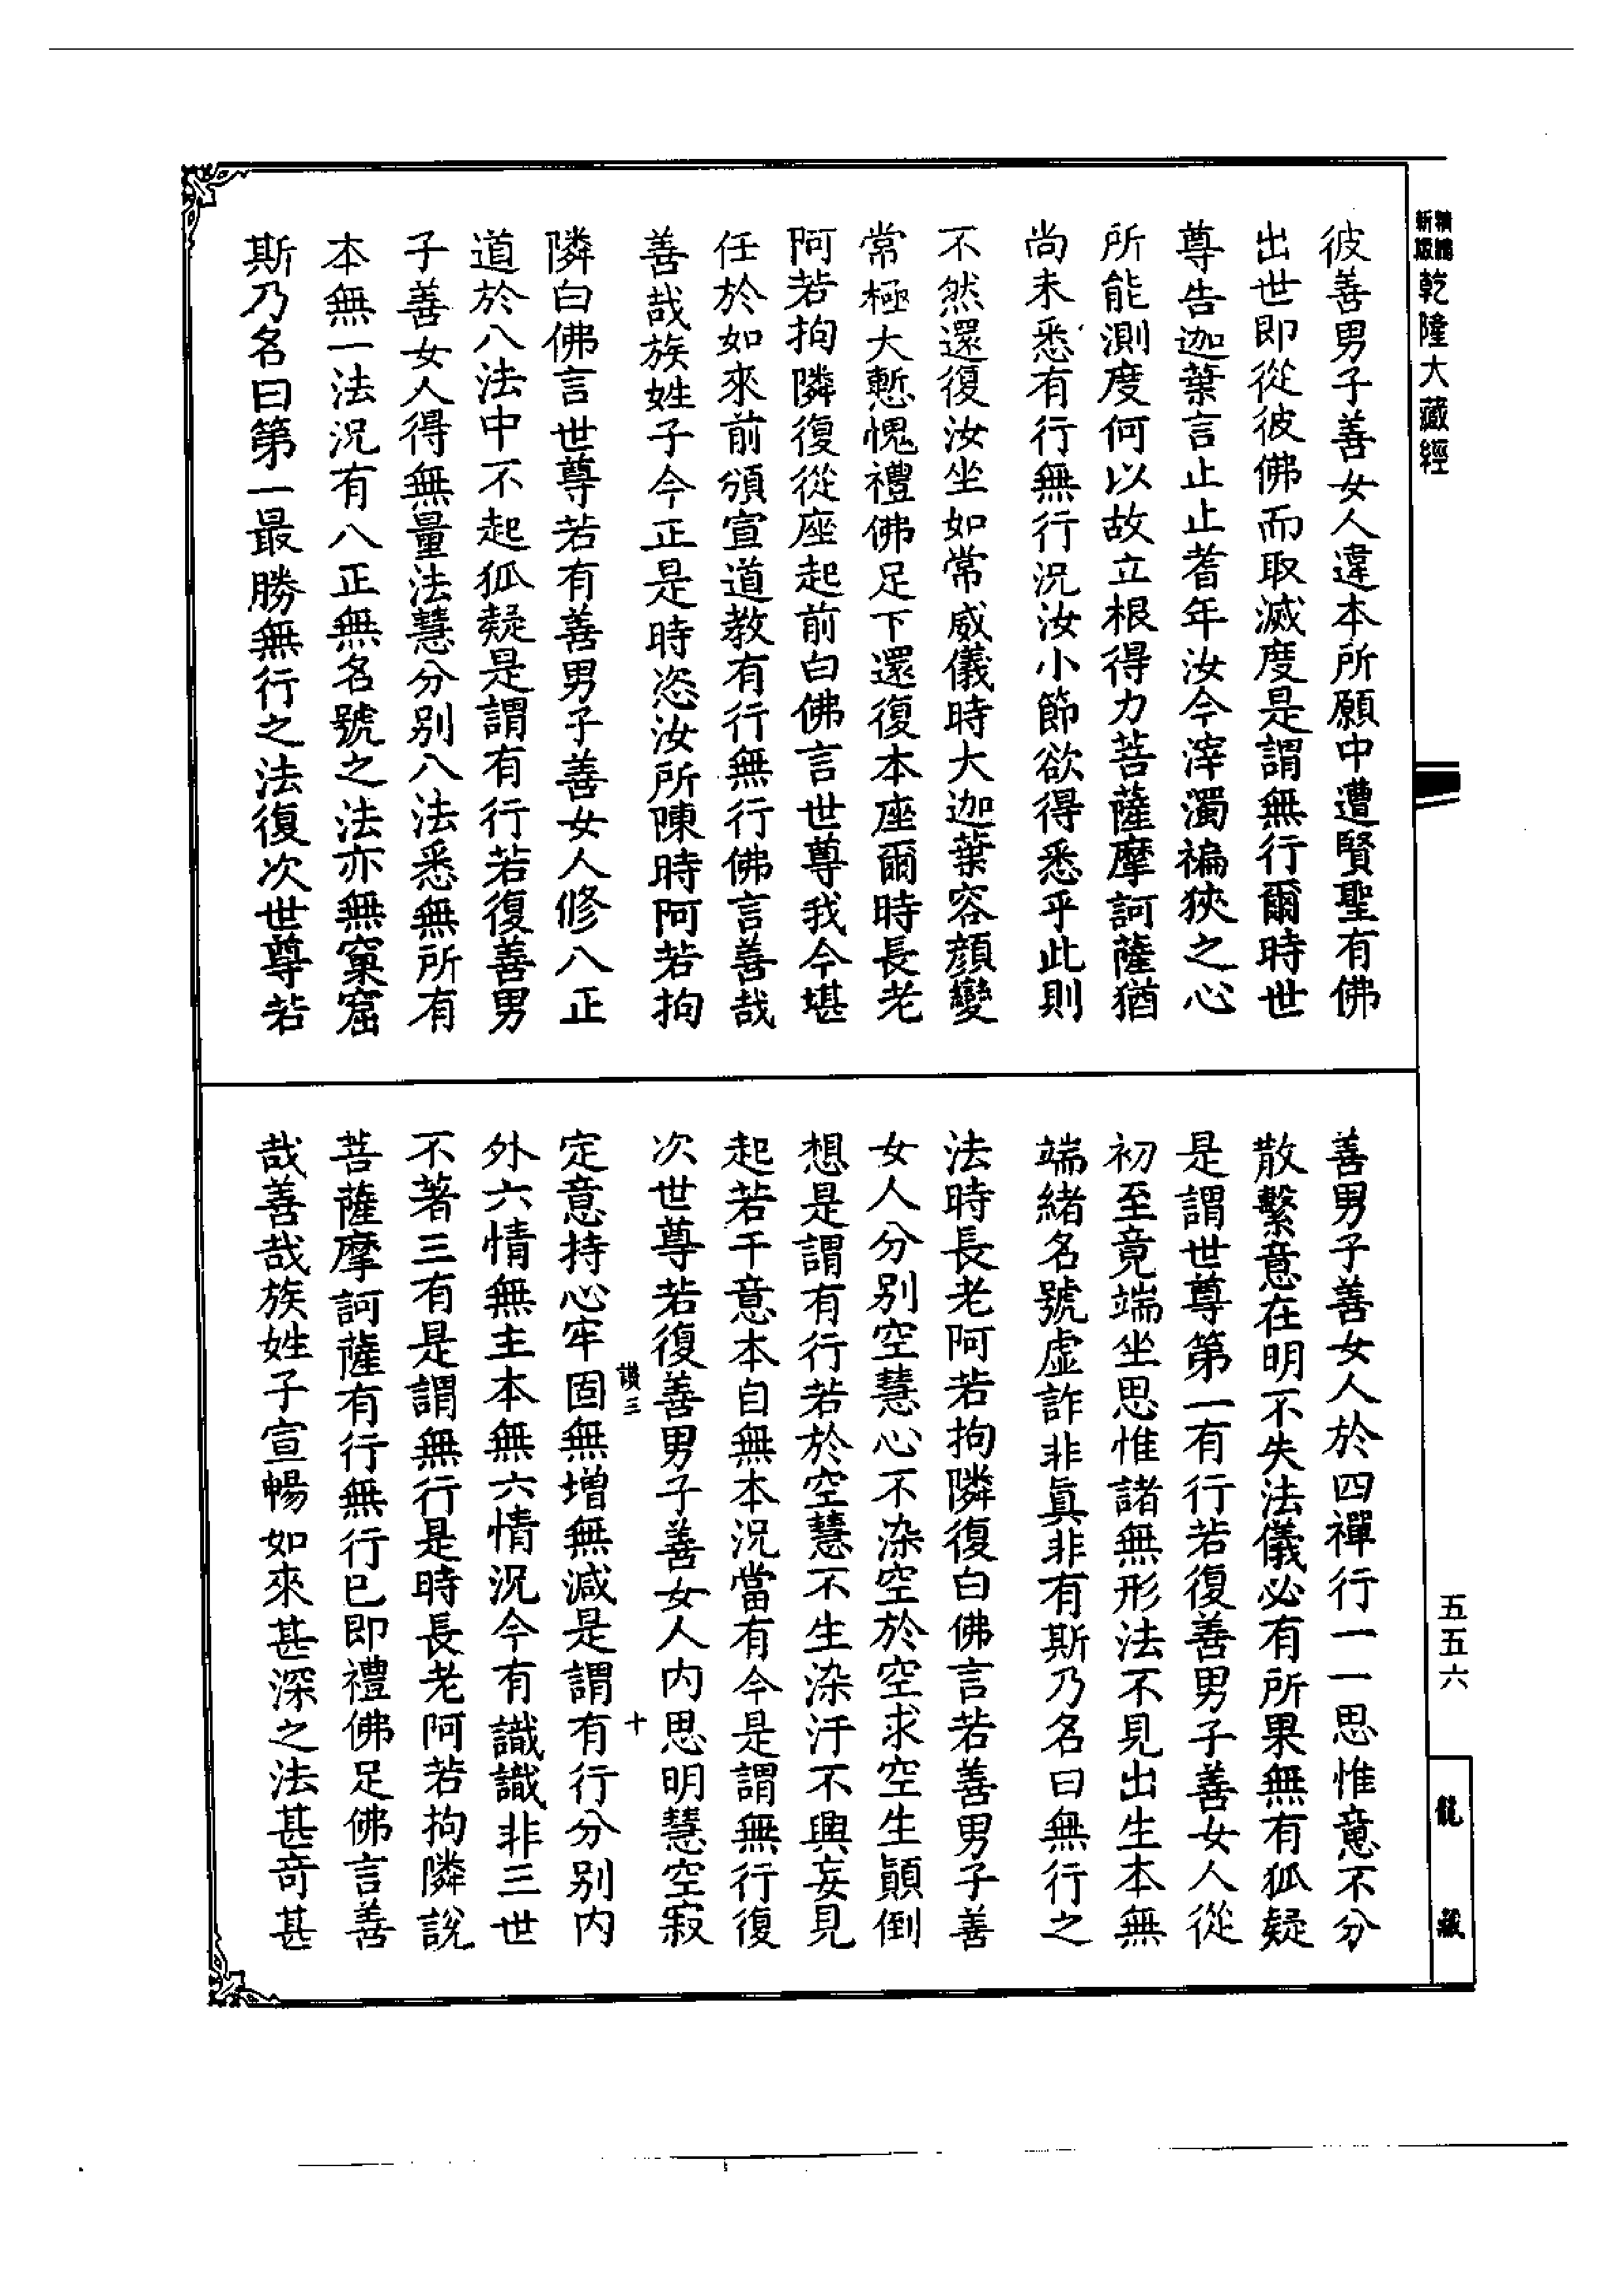 新版
精縮
乾隆大藏經
彼善男子善女人違本所願中遭賢聖有佛
出世即從彼佛而取滅度是謂無行爾時世
尊告迦葉言止止耆年汝今滓濁褊狹之心
所能測度何以故立根得力菩薩摩訶薩猶
尚未悉有行無行況汝小節欲得悉乎此則
不然還復汝坐如常威儀時大迦葉容顏變
常極大慙愧禮佛足下還復本座爾時長老
阿若拘隣復從座起前白佛言世尊我今堪
任於如來前頒宣道教有行無行佛言善哉
善哉族姓子今正是時恣汝所陳時阿若拘
隣白佛言世尊若有善男子善女人修八正
道於八法中不起狐疑是謂有行若復善男
子善女人得無量法慧分別八法悉無所有
本無一法況有八正無名號之法亦無窠窟
斯乃名曰第一最勝無行之法復次世尊若
善男子善女人於四禪行一一思惟意不分
散繫意在明不失法儀必有所果無有狐疑
是謂世尊第一有行若復善男子善女人從
初至竟端坐思惟諸無形法不見出生本無
端緒名號虛詐非眞非有斯乃名曰無行之
法時長老阿若拘隣復白佛言若善男子善
女人分別空慧心不染空於空求空生顚倒
想是謂有行若於空慧不生染汙不興妄見
起若干意本自無本況當有今是謂無行復
次世尊若復善男子善女人內思明慧空寂
讚三 十
定意持心牢固無增無減是謂有行分別內
外六情無主本無六情況今有識識非三世
不著三有是謂無行是時長老阿若拘隣說
菩薩摩訶薩有行無行已即禮佛足佛言善
哉善哉族姓子宣暢如來甚深之法甚奇甚
五五六
龍藏